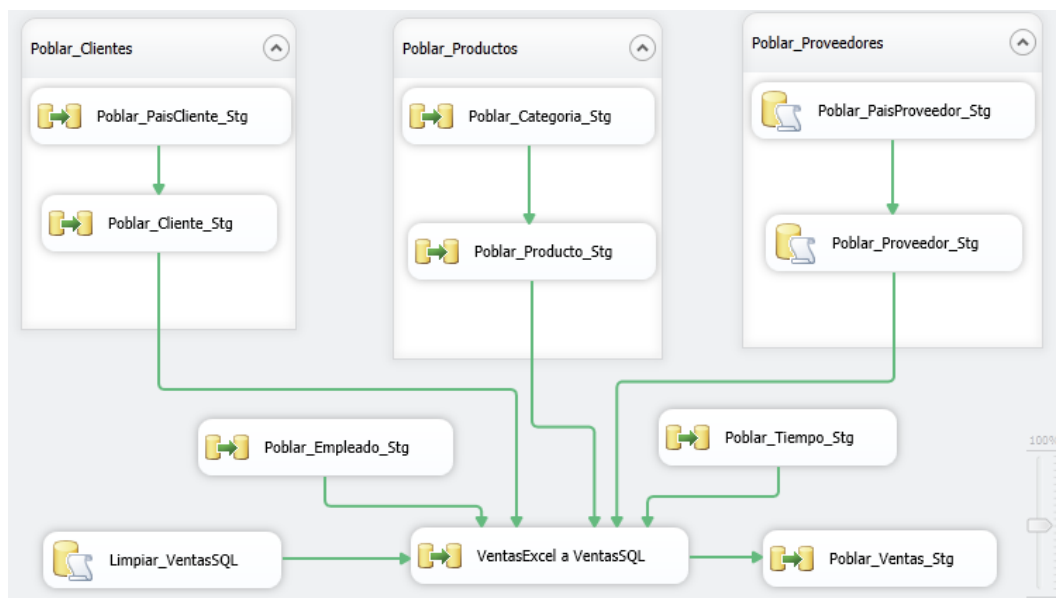 Poblar_Clientes
Poblar_PaisCliente_Stg
Poblar_Cliente_Stg
Poblar_Productos
Poblar_Categoria_Stg
Poblar_Producto_Stg
Poblar_Proveedores
Poblar_PaisProveedor_Stg
Poblar_Proveedor_Stg
Poblar_Empleado_Stg
Poblar_Tiempo_Stg
100%
Limpiar_VentasSQL
VentasExcel a VentasSQL
Poblar_Ventas_Stg